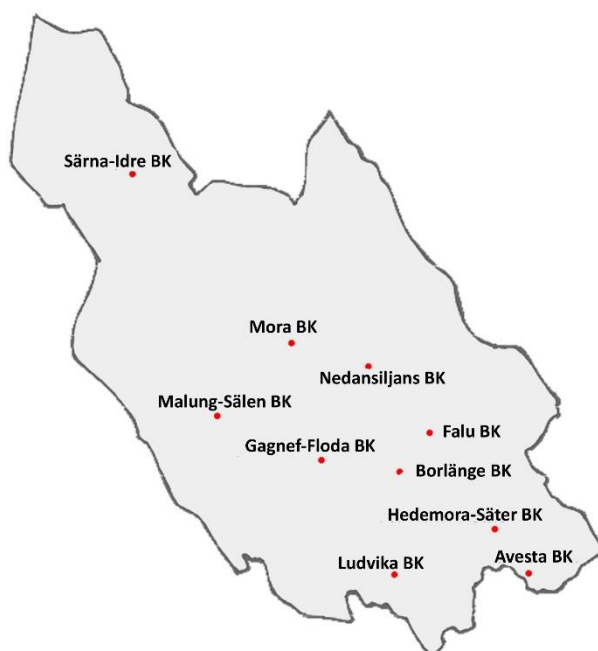 Särna-Idre BK
Mora BK
Nedansiljans BK
Malung-Sälen BK
Falu BK
Gagnef-Floda BK
Borlänge BK
Hedemora-Säter BK
Avesta BK
Ludvika BK